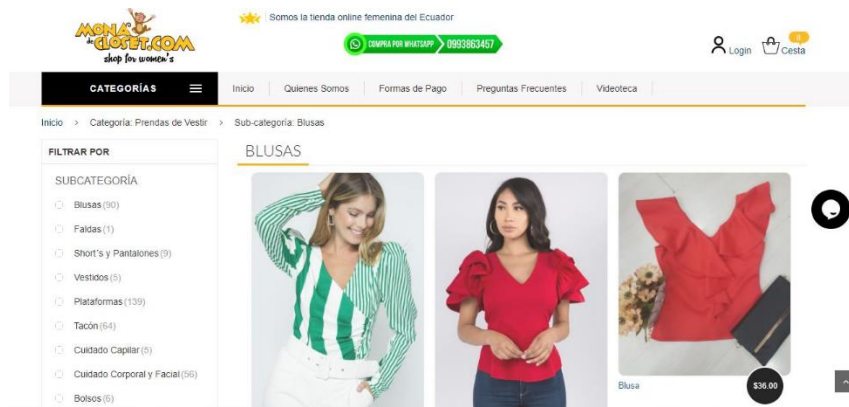 Somos la tienda online femenina del Ecuador
MONA
de CLOSET.COM
shop for women's
COMPRA POR WHATSAPP 0993863457
Login
0
Cesta
CATEGORÍAS
Inicio
Quienes Somos
Formas de Pago
Preguntas Frecuentes
Videoteca
Inicio > Categoría: Prendas de Vestir > Sub-categoría: Blusas
FILTRAR POR
BLUSAS
SUBCATEGORÍA
Blusas (90)
Faldas (1)
Short´s y Pantalones (9)
Vestidos (5)
Plataformas (139)
Tacón (64)
Cuidado Capilar (5)
Cuidado Corporal y Facial (56)
Bolsos (6)
Blusa
$36.00